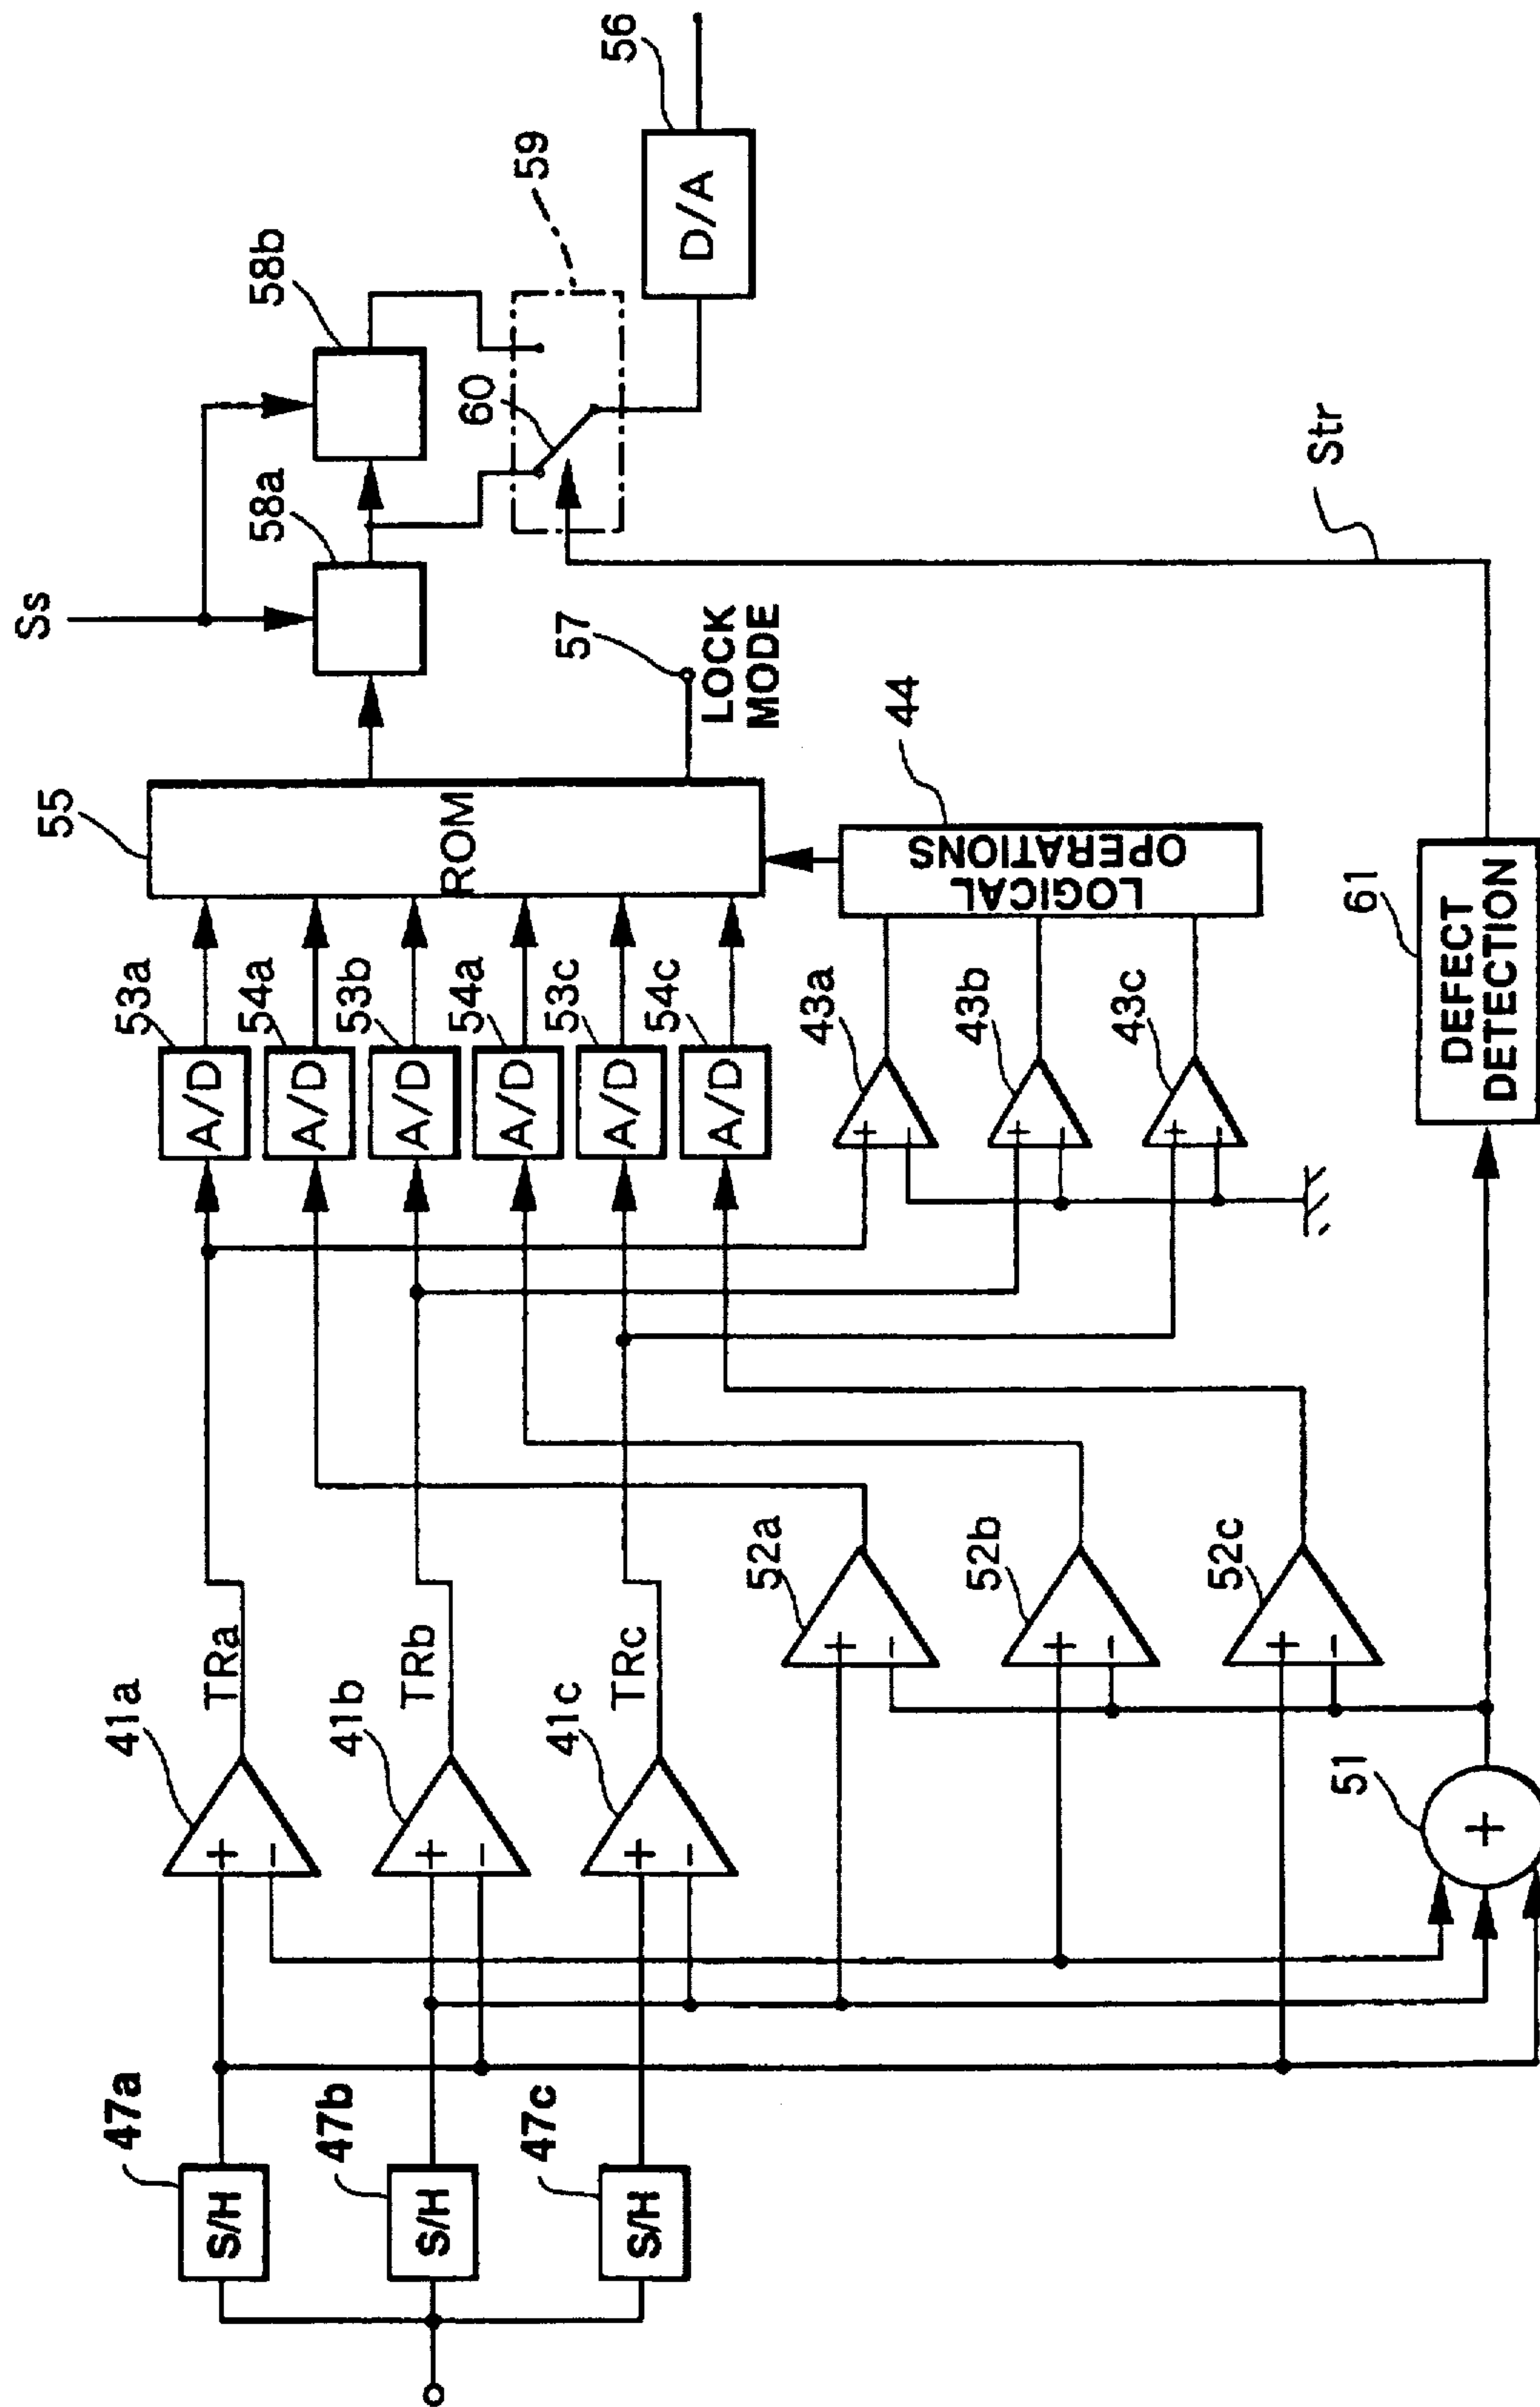 47a
S/H
47b
S/H
47c
S/H
41a
+
-
TRa
41b
+
-
TRb
41c
+
-
TRc
51
+
52a
+
-
52b
+
-
52c
+
-
53a
A/D
54a
A/D
53b
A/D
54a
A/D
53c
A/D
54c
A/D
43a
+
-
43b
+
-
43c
+
-
55
ROM
44
LOGICAL
OPERATIONS
57
LOCK
MODE
Ss
58a
58b
60
59
56
D/A
61
DEFECT
DETECTION
Str